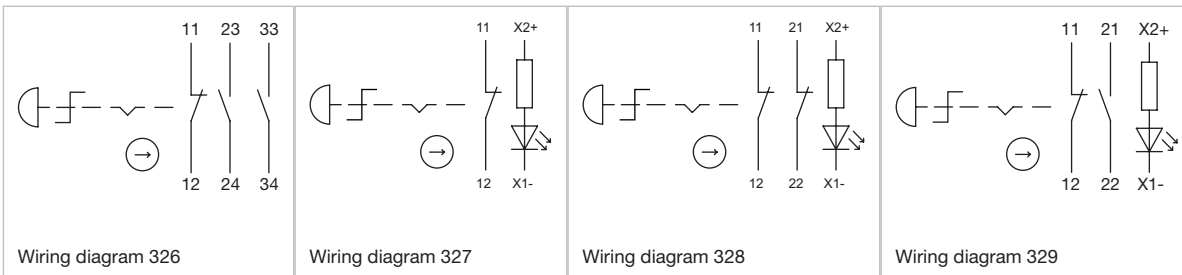 11 23 33
12 24 34
Wiring diagram 326
11 X2+
12 X1-
Wiring diagram 327
11 21 X2+
12 22 X1-
Wiring diagram 328
11 21 X2+
12 22 X1-
Wiring diagram 329